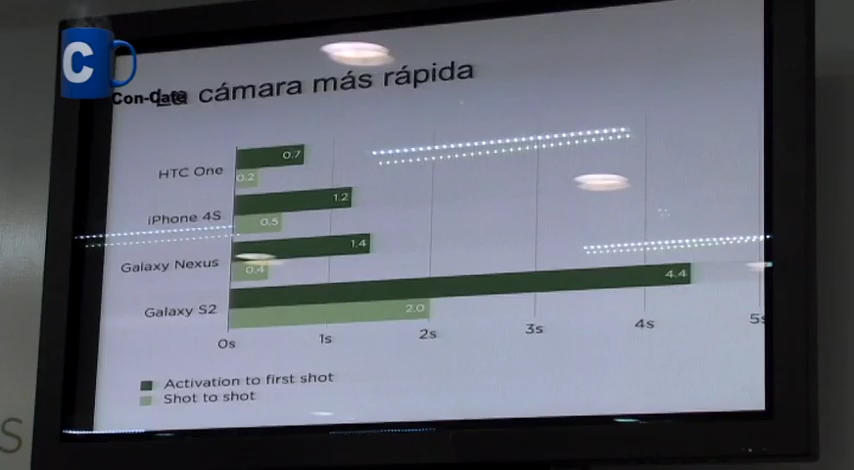 C
Con-Café
La cámara más rápida
HTC One
0.7
0.2
iPhone 4S
1.2
0.5
Galaxy Nexus
1.4
0.4
Galaxy S2
4.4
2.0
0s
1s
2s
3s
4s
5s
Activation to first shot
Shot to shot
S